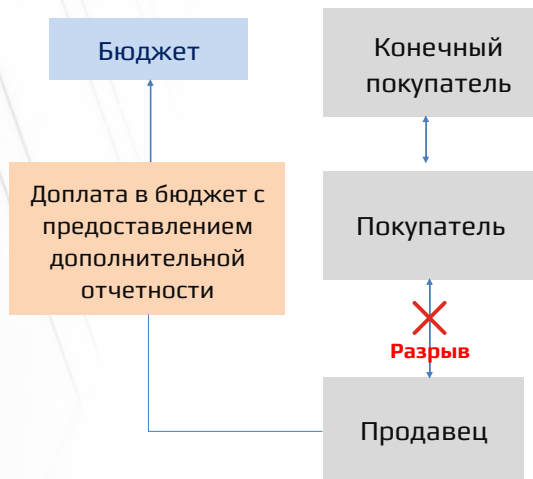 Бюджет
Конечный
покупатель
Доплата в бюджет с
предоставлением
дополнительной
отчетности
Покупатель
Разрыв
Продавец